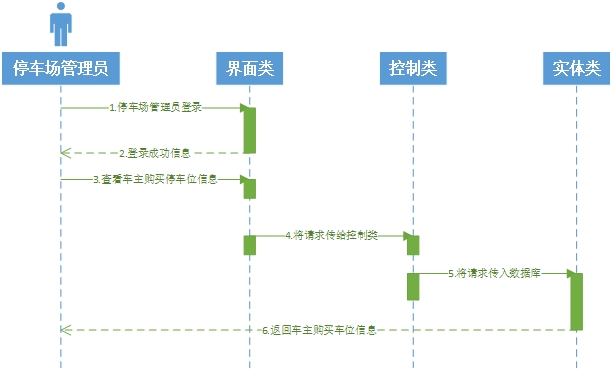 停车场管理员
界面类
控制类
实体类
1.停车场管理员登录
2.登录成功信息
3.查看车主购买停车位信息
4.将请求传给控制类
5.将请求传入数据库
6.返回车主购买车位信息